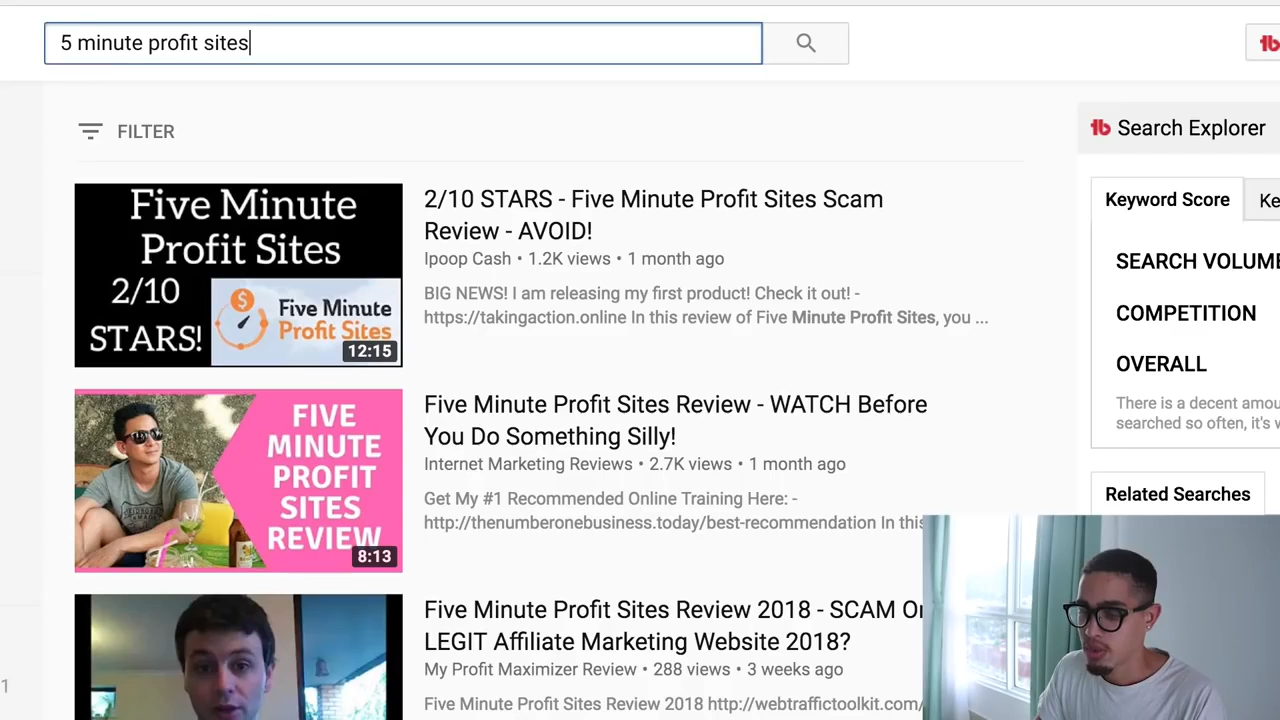 5 minute profit sites
FILTER
Five Minute
Profit Sites
2/10
STARS!
Five Minute
Profit Sites
12:15
2/10 STARS - Five Minute Profit Sites Scam
Review - AVOID!
Ipoop Cash • 1.2K views • 1 month ago
BIG NEWS! I am releasing my first product! Check it out! -
https://takingaction.online In this review of Five Minute Profit Sites, you ...
FIVE
MINUTE
PROFIT
SITES
REVIEW
8:13
Five Minute Profit Sites Review - WATCH Before
You Do Something Silly!
Internet Marketing Reviews • 2.7K views • 1 month ago
Get My #1 Recommended Online Training Here: -
http://thenumberonebusiness.today/best-recommendation In this
Five Minute Profit Sites Review 2018 - SCAM Or
LEGIT Affiliate Marketing Website 2018?
My Profit Maximizer Review • 288 views • 3 weeks ago
Five Minute Profit Sites Review 2018 http://webtraffictoolkit.com/
1
tb
tb Search Explorer
Keyword Score
Ke
SEARCH VOLUME
COMPETITION
OVERALL
There is a decent amou
searched so often, it's w
Related Searches